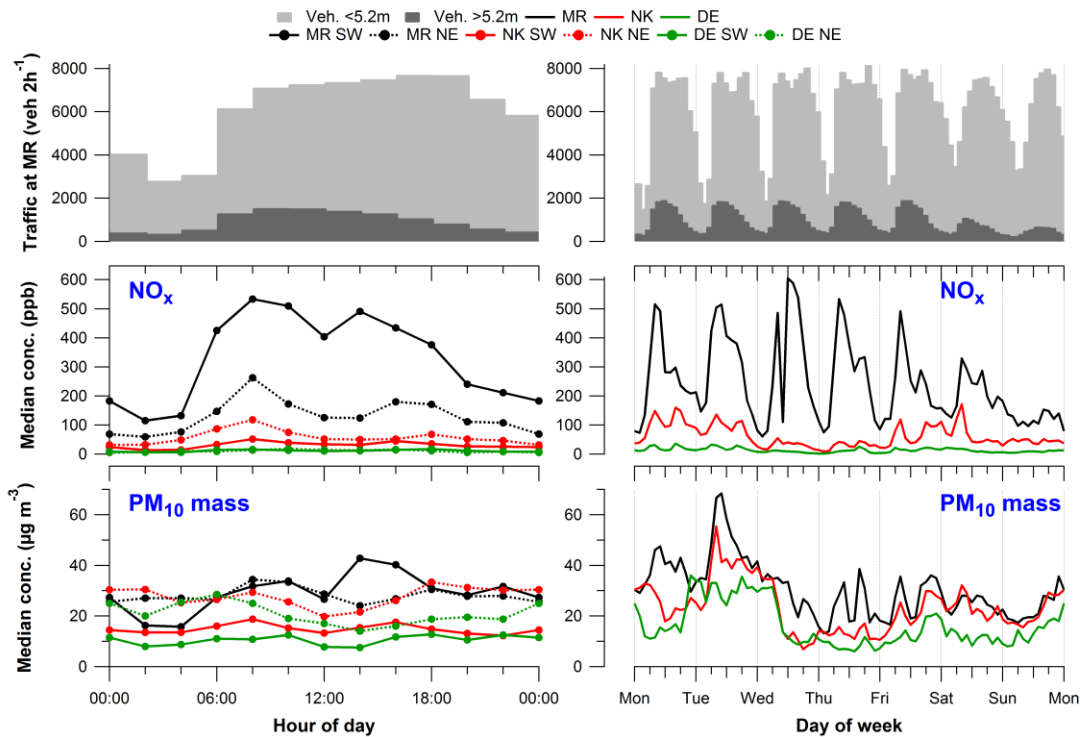 Veh. <5.2m Veh. >5.2m MR NK DE
MR SW MR NE NK SW NK NE DE SW DE NE
Traffic at MR (veh 2h⁻¹)
8000
6000
4000
2000
0
8000
6000
4000
2000
0
Median conc. (ppb)
NOₓ
600
500
400
300
200
100
0
NOₓ
600
500
400
300
200
100
0
Median conc. (µg m⁻³)
PM₁₀ mass
60
40
20
0
PM₁₀ mass
60
40
20
0
00:00 06:00 12:00 18:00 00:00
Hour of day
Mon Tue Wed Thu Fri Sat Sun Mon
Day of week